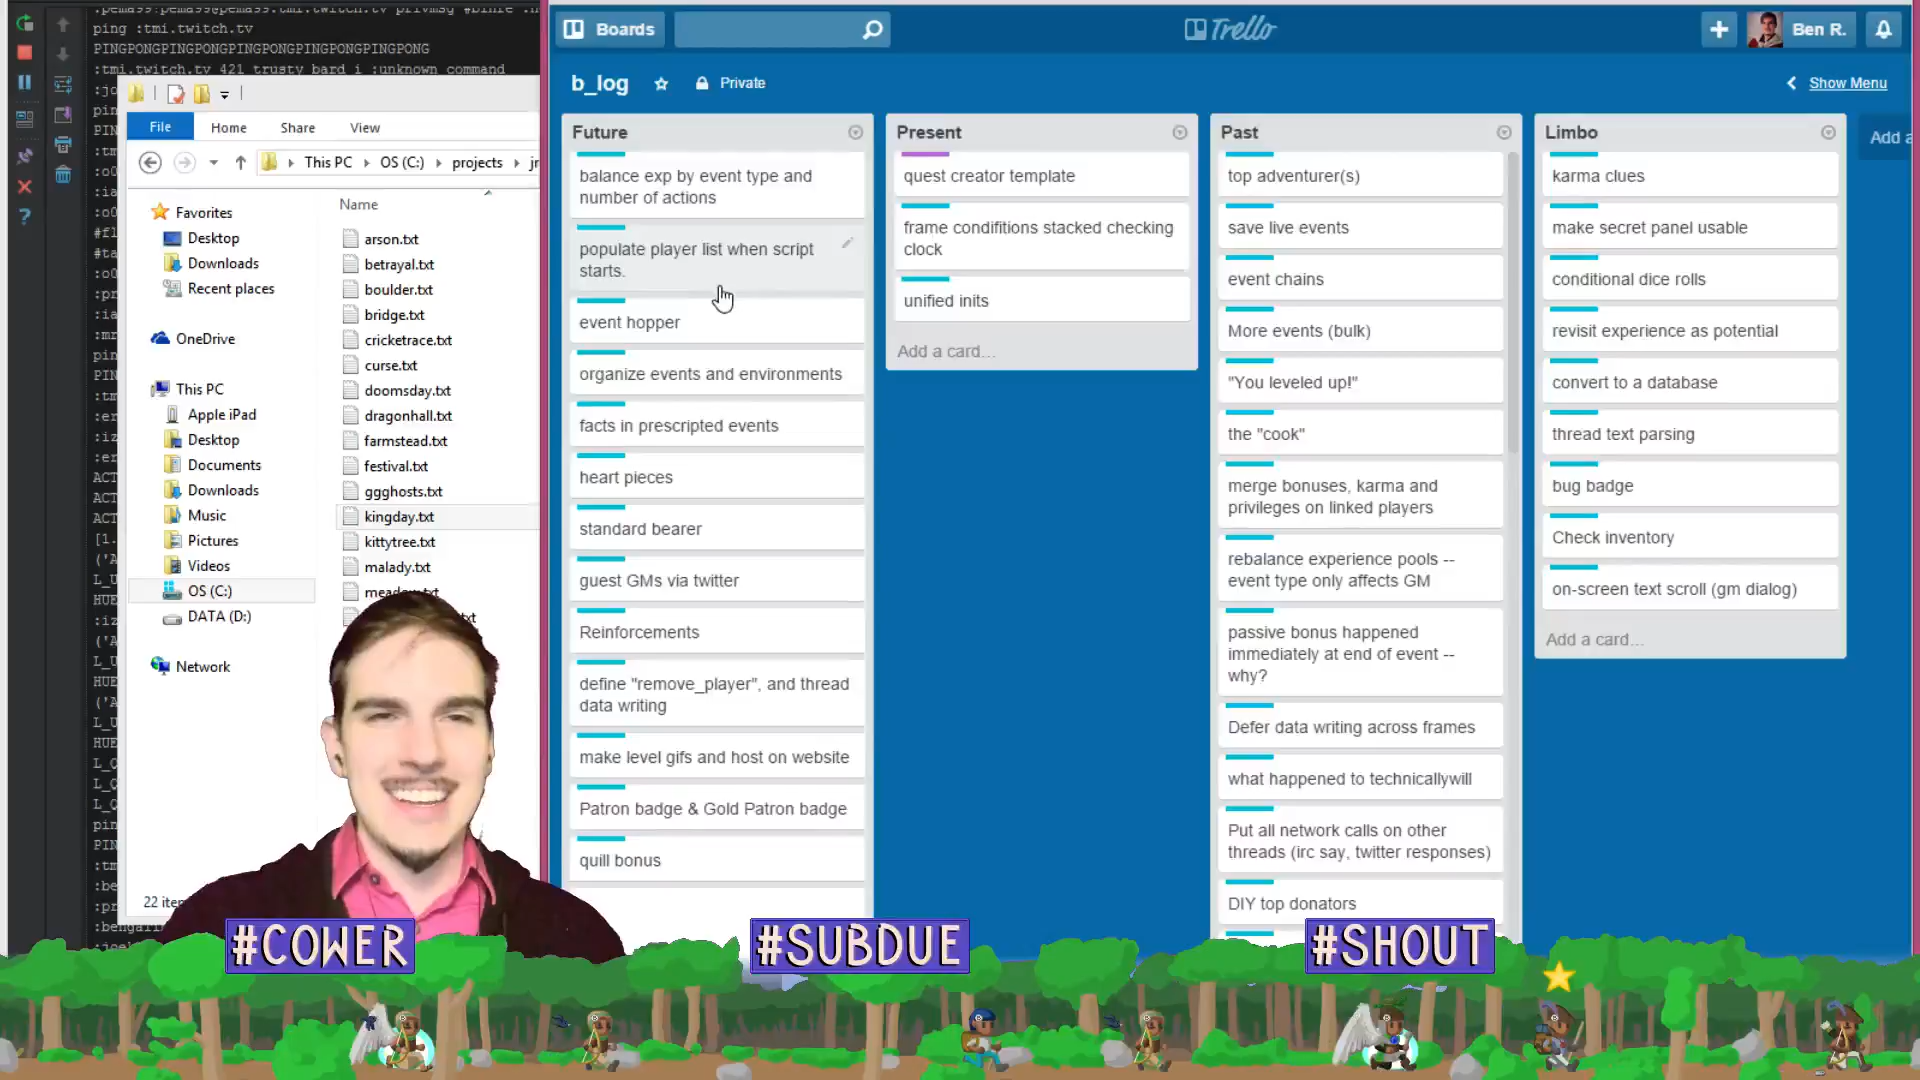 ping :tmi.twitch.tv
PINGPONGPINGPONGPINGPONGPINGPONGPINGPONG
:tmi.twitch.tv 421 trusty_bard i :unknown command
File
Home
Share
View
This PC
OS (C:)
projects
Name
Favorites
Desktop
Downloads
Recent places
OneDrive
This PC
Apple iPad
Desktop
Documents
Downloads
Music
Pictures
Videos
OS (C:)
DATA (D:)
Network
arson.txt
betrayal.txt
boulder.txt
bridge.txt
cricketrace.txt
curse.txt
doomsday.txt
dragonhall.txt
farmstead.txt
festival.txt
ggghosts.txt
kingday.txt
kittytree.txt
malady.txt
Boards
Trello
Ben R.
b_log
Private
Show Menu
Future
balance exp by event type and
number of actions
populate player list when script
starts.
event hopper
organize events and environments
facts in prescripted events
heart pieces
standard bearer
guest GMs via twitter
Reinforcements
define "remove_player", and thread
data writing
make level gifs and host on website
Patron badge & Gold Patron badge
quill bonus
Present
quest creator template
frame conditions stacked checking
clock
unified inits
Add a card...
Past
top adventurer(s)
save live events
event chains
More events (bulk)
"You leveled up!"
the "cook"
merge bonuses, karma and
privileges on linked players
rebalance experience pools --
event type only affects GM
passive bonus happened
immediately at end of event --
why?
Defer data writing across frames
what happened to technicallywill
Put all network calls on other
threads (irc say, twitter responses)
DIY top donators
Limbo
karma clues
make secret panel usable
conditional dice rolls
revisit experience as potential
convert to a database
thread text parsing
bug badge
Check inventory
on-screen text scroll (gm dialog)
Add a card...
Add a
#COWER
#SUBDUE
#SHOUT